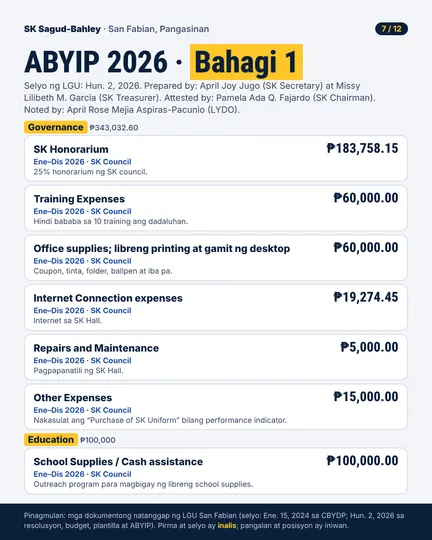 SK Sagud-Bahley · San Fabian, Pangasinan
7 / 12
ABYIP 2026 · Bahagi 1
Selyo ng LGU: Hun. 2, 2026. Prepared by: April Joy Jugo (SK Secretary) at Missy
Lilibeth M. Garcia (SK Treasurer). Attested by: Pamela Ada Q. Fajardo (SK Chairman).
Noted by: April Rose Mejia Aspiras-Pacunio (LYDO).
Governance ₱343,032.60
SK Honorarium ₱183,758.15
Ene–Dis 2026 · SK Council
25% honorarium ng SK council.
Training Expenses ₱60,000.00
Ene–Dis 2026 · SK Council
Hindi bababa sa 10 training ang dadaluhan.
Office supplies; libreng printing at gamit ng desktop ₱60,000.00
Ene–Dis 2026 · SK Council
Coupon, tinta, folder, ballpen at iba pa.
Internet Connection expenses ₱19,274.45
Ene–Dis 2026 · SK Council
Internet sa SK Hall.
Repairs and Maintenance ₱5,000.00
Ene–Dis 2026 · SK Council
Pagpapanatili ng SK Hall.
Other Expenses ₱15,000.00
Ene–Dis 2026 · SK Council
Nakasulat ang “Purchase of SK Uniform” bilang performance indicator.
Education ₱100,000
School Supplies / Cash assistance ₱100,000.00
Ene–Dis 2026 · SK Council
Outreach program para magbigay ng libreng school supplies.
Pinagmulan: mga dokumentong natanggap ng LGU San Fabian (selyo: Ene. 15, 2024 sa CBYDP; Hun. 2, 2026 sa
resolusyon, budget, plantilla at ABYIP). Pirma at selyo ay inalis; pangalan at posisyon ay iniwan.